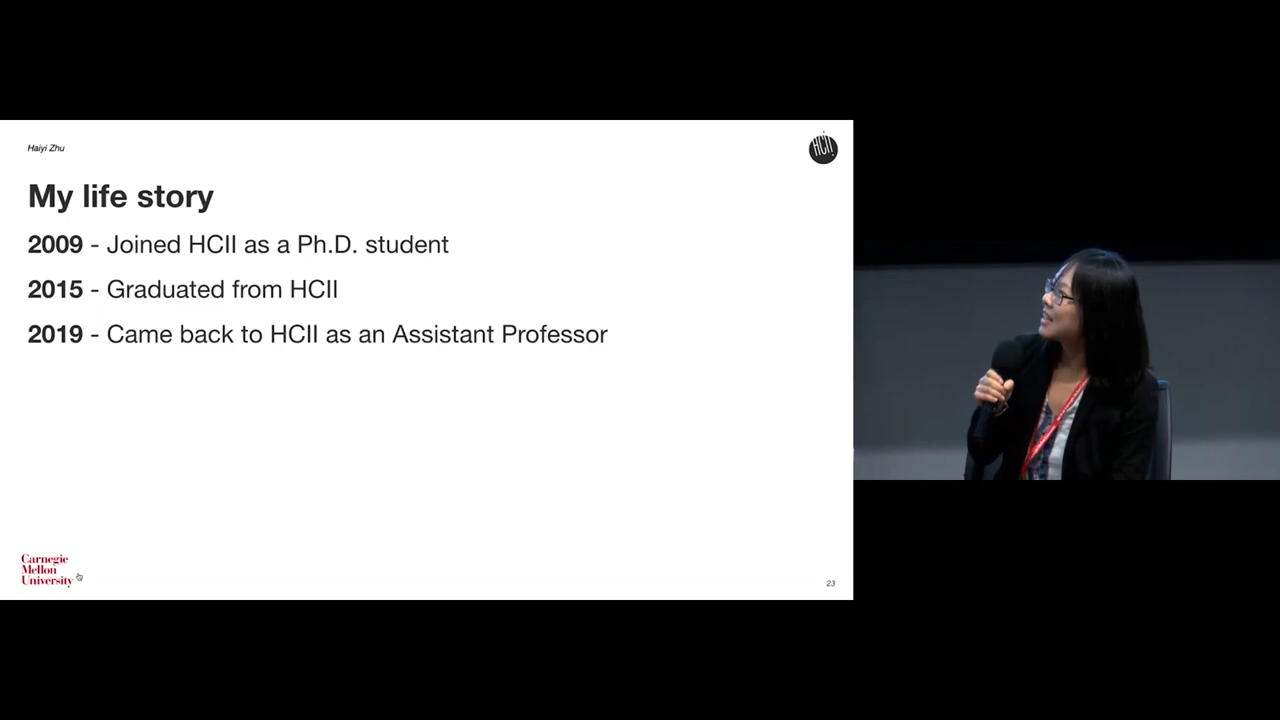 Haiyi Zhu
HCII
My life story
2009 - Joined HCII as a Ph.D. student
2015 - Graduated from HCII
2019 - Came back to HCII as an Assistant Professor
Carnegie
Mellon
University
23